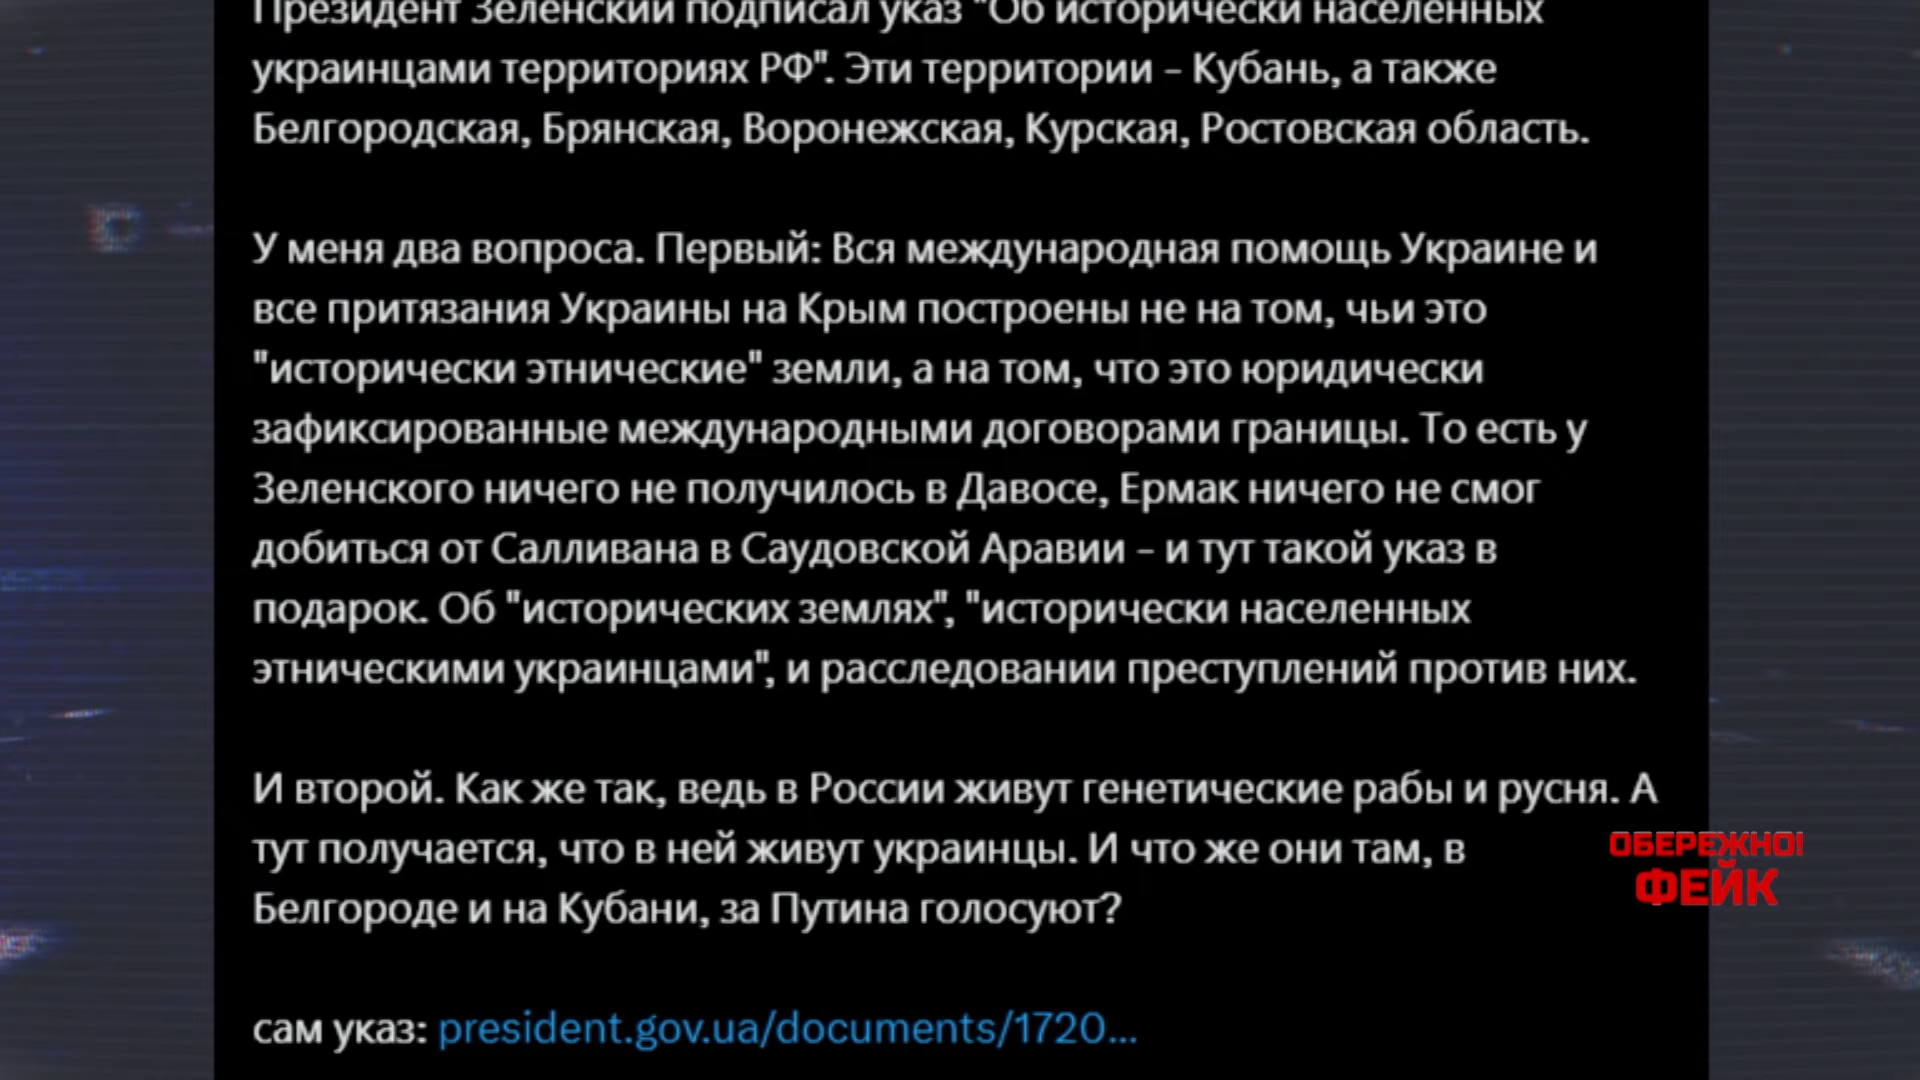 Президент Зеленский подписал указ "Об исторически населенных
украинцами территориях РФ". Эти территории – Кубань, а также
Белгородская, Брянская, Воронежская, Курская, Ростовская область.
У меня два вопроса. Первый: Вся международная помощь Украине и
все притязания Украины на Крым построены не на том, чьи это
"исторически этнические" земли, а на том, что это юридически
зафиксированные международными договорами границы. То есть у
Зеленского ничего не получилось в Давосе, Ермак ничего не смог
добиться от Салливана в Саудовской Аравии – и тут такой указ в
подарок. Об "исторических землях", "исторически населенных
этническими украинцами", и расследовании преступлений против них.
И второй. Как же так, ведь в России живут генетические рабы и русня. А
тут получается, что в ней живут украинцы. И что же они там, в
Белгороде и на Кубани, за Путина голосуют?
ОБЕРЕЖНО!
ФЕЙК
сам указ: president.gov.ua/documents/1720...